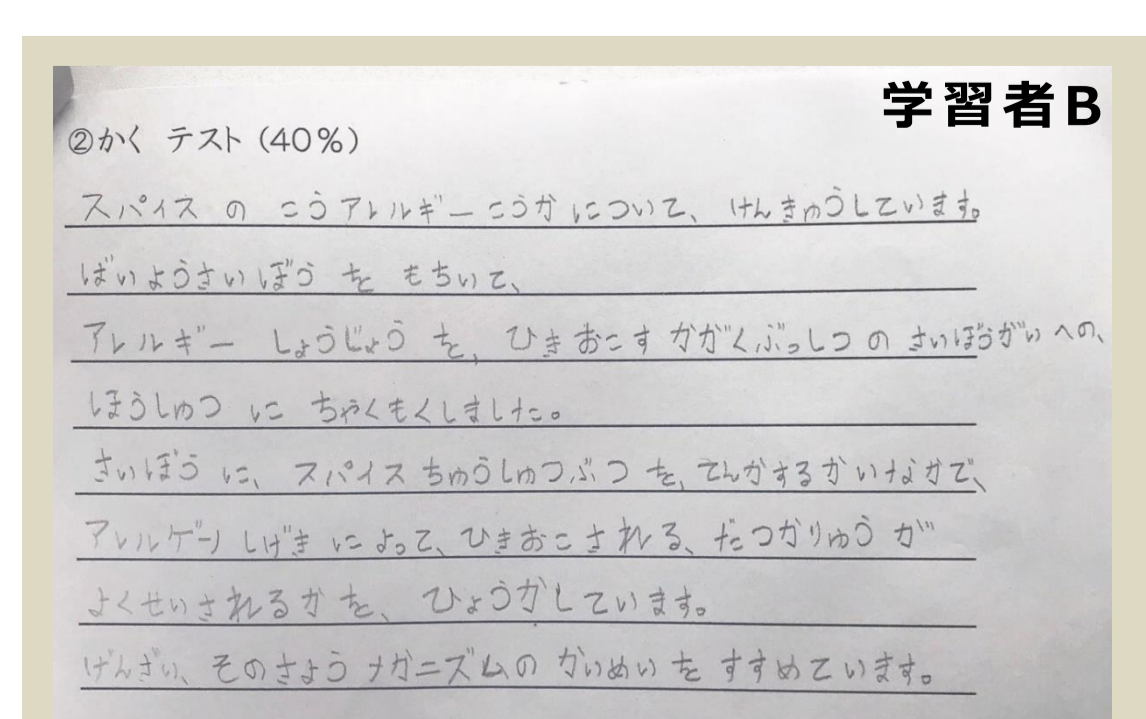 学習者B
②かく テスト(40%)
スパイス の こうアレルギーこうかについて、けんきゅうしています。
ばいようさいぼう を もちいて、
アレルギー しょうじょう を、ひきおこす かがくぶっしつ の さいぼうがい への、
ほうしゅつ に ちゃくもくしました。
さいぼう に、スパイスちゅうしゅつぶつ を、てんかするかいなかで、
アレルゲン しげき によって、ひきおこされる、だつかりゅう が
よくせいされるか を、ひょうかしています。
げんざい、そのさよう メカニズムの かいめい を すすめています。